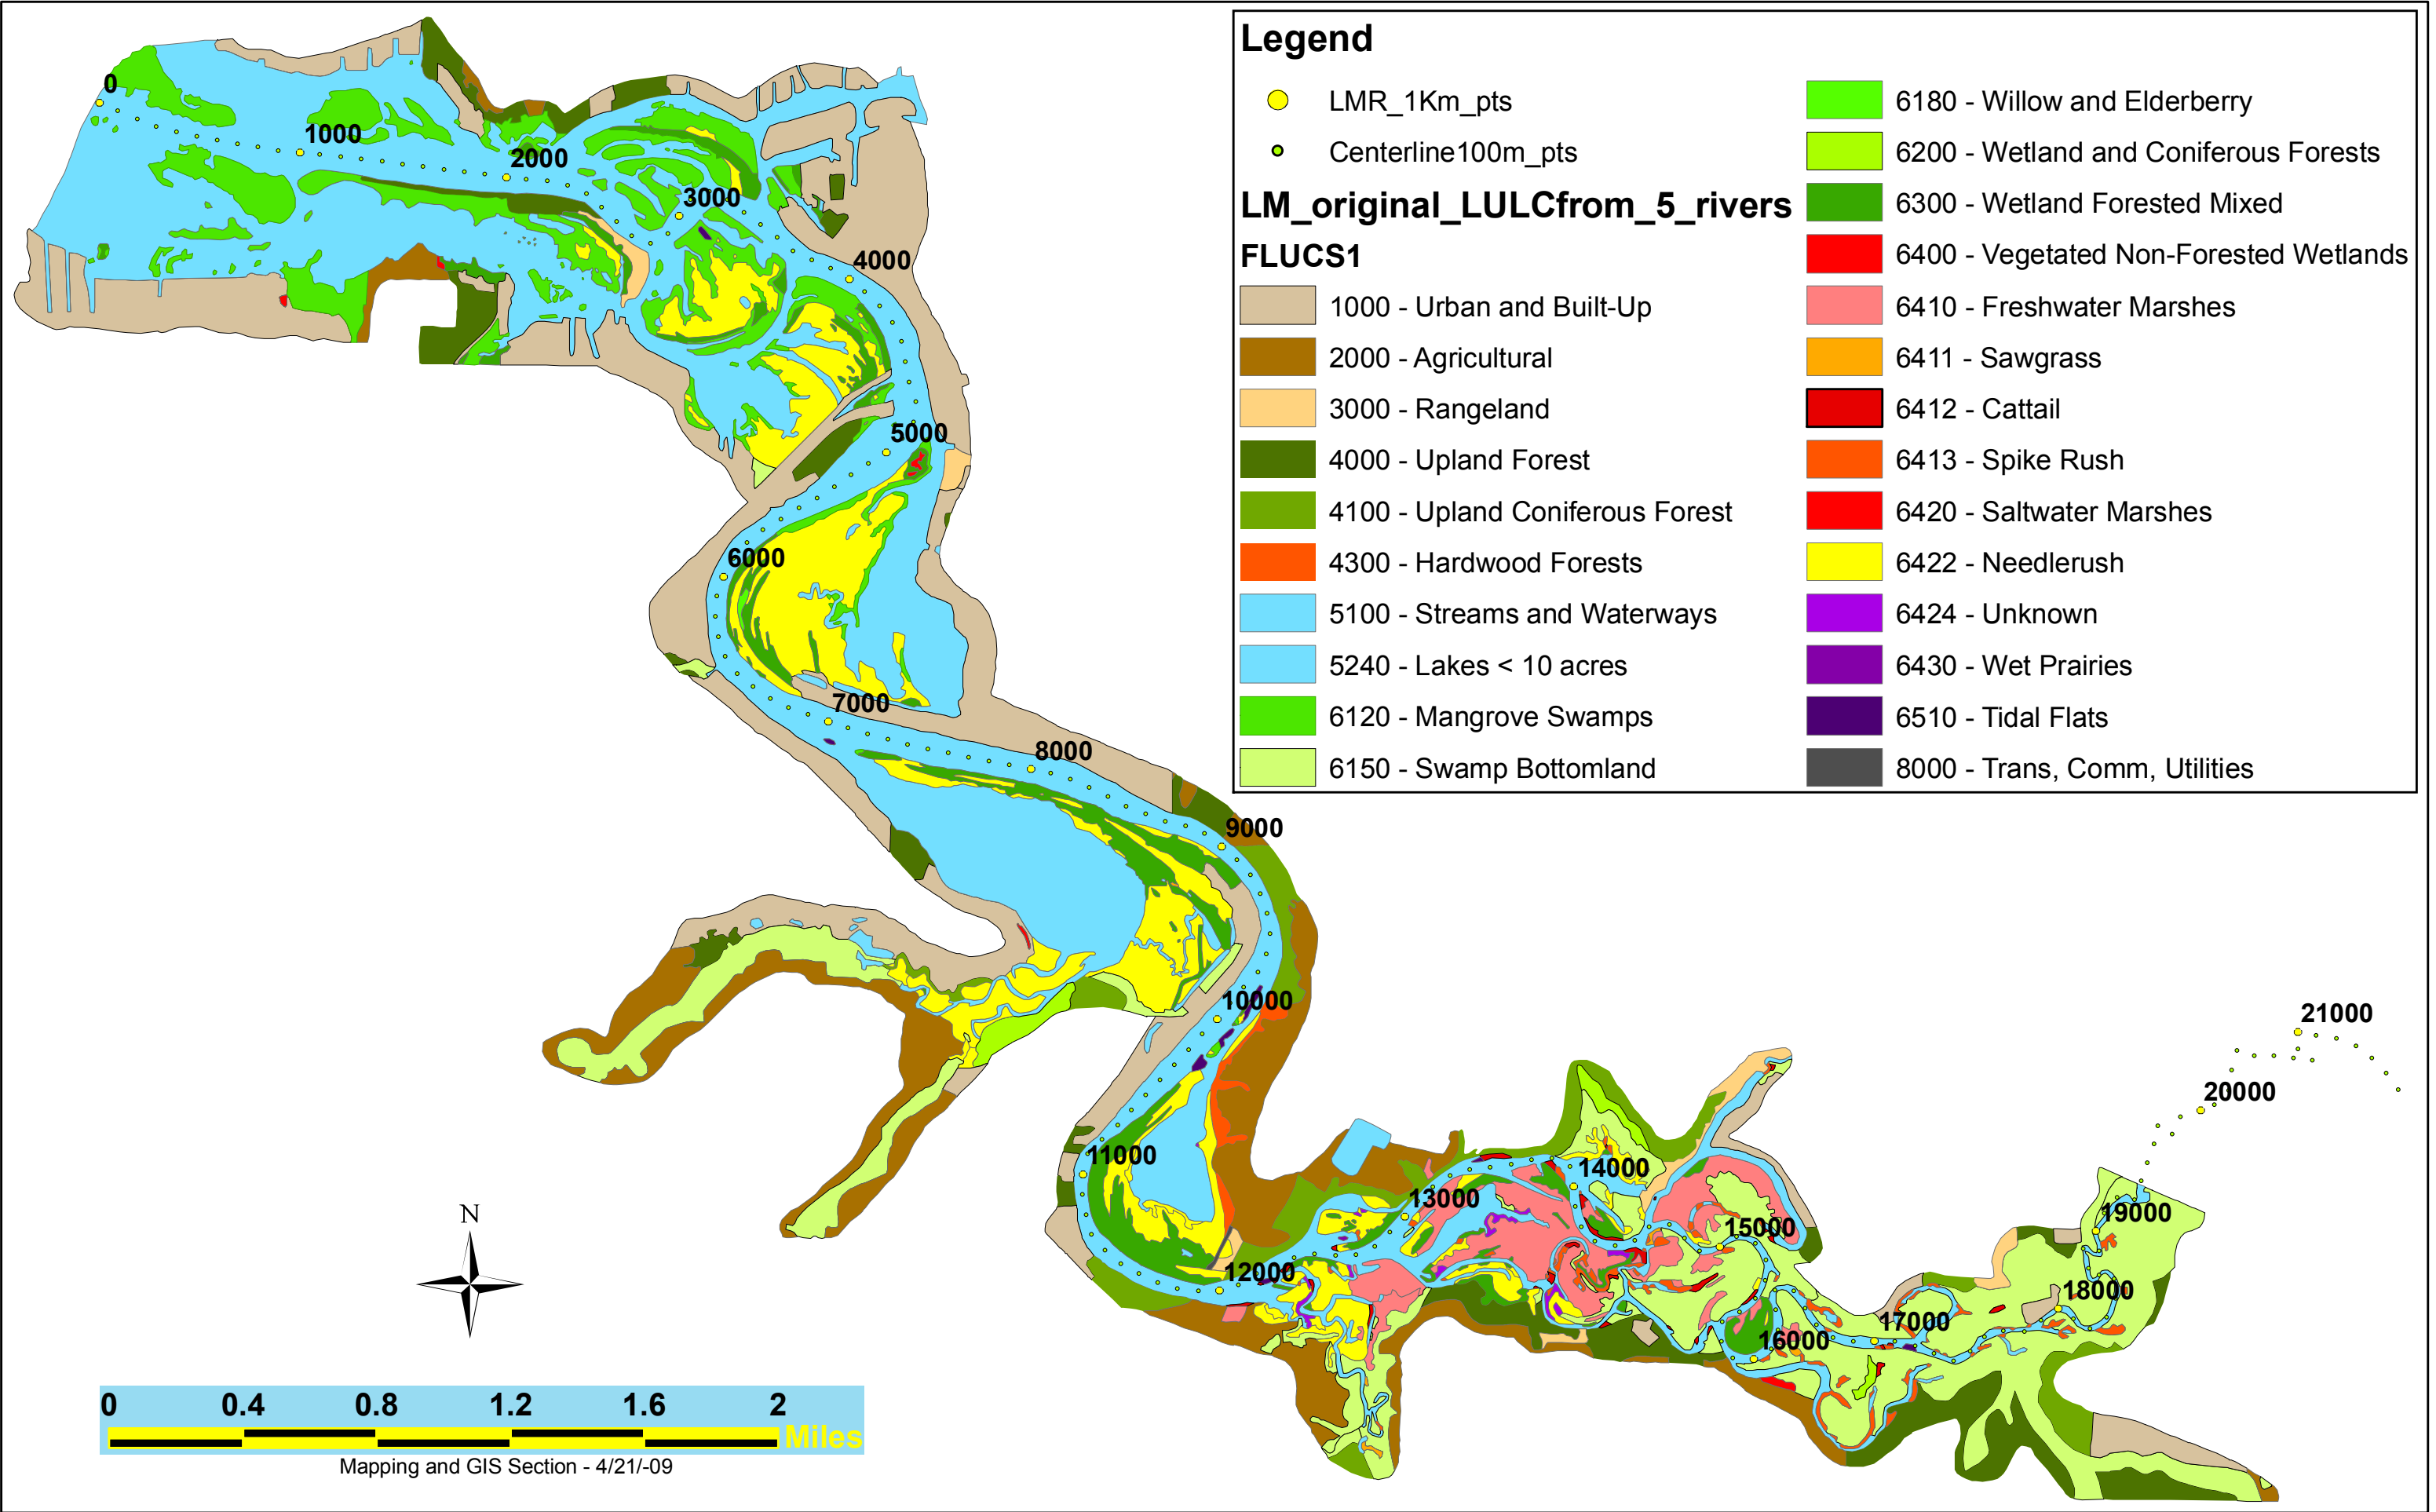 Legend
LMR_1Km_pts
Centerline100m_pts
LM_original_LULCfrom_5_rivers
FLUCS1
1000 - Urban and Built-Up
2000 - Agricultural
3000 - Rangeland
4000 - Upland Forest
4100 - Upland Coniferous Forest
4300 - Hardwood Forests
5100 - Streams and Waterways
5240 - Lakes < 10 acres
6120 - Mangrove Swamps
6150 - Swamp Bottomland
6180 - Willow and Elderberry
6200 - Wetland and Coniferous Forests
6300 - Wetland Forested Mixed
6400 - Vegetated Non-Forested Wetlands
6410 - Freshwater Marshes
6411 - Sawgrass
6412 - Cattail
6413 - Spike Rush
6420 - Saltwater Marshes
6422 - Needlerush
6424 - Unknown
6430 - Wet Prairies
6510 - Tidal Flats
8000 - Trans, Comm, Utilities
0
1000
2000
3000
4000
5000
6000
7000
8000
9000
10000
11000
12000
13000
14000
15000
16000
17000
18000
19000
20000
21000
N
0 0.4 0.8 1.2 1.6 2
Miles
Mapping and GIS Section - 4/21/-09